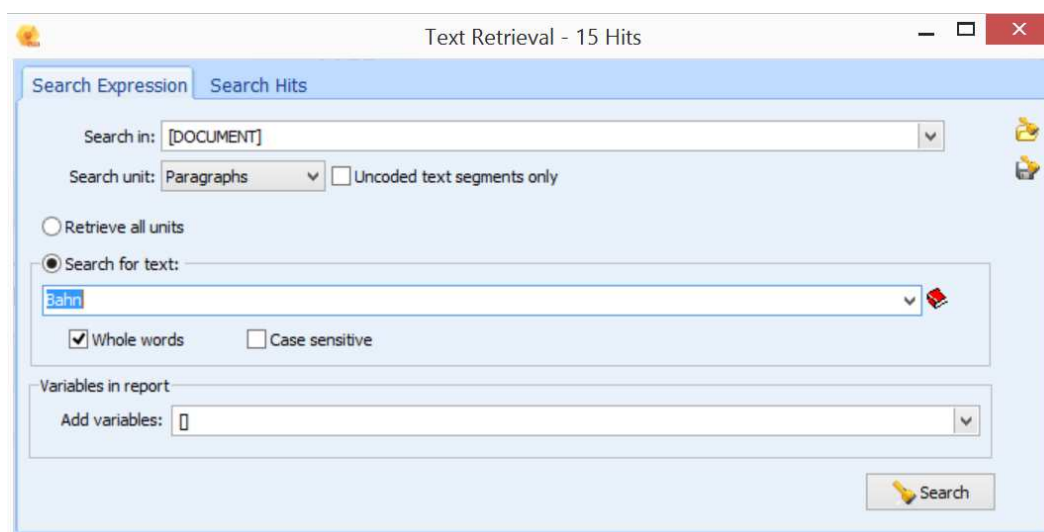 Text Retrieval - 15 Hits
Search Expression Search Hits
Search in: [DOCUMENT]
Search unit: Paragraphs Uncoded text segments only
Retrieve all units
Search for text:
Bahn
Whole words Case sensitive
Variables in report
Add variables: []
Search